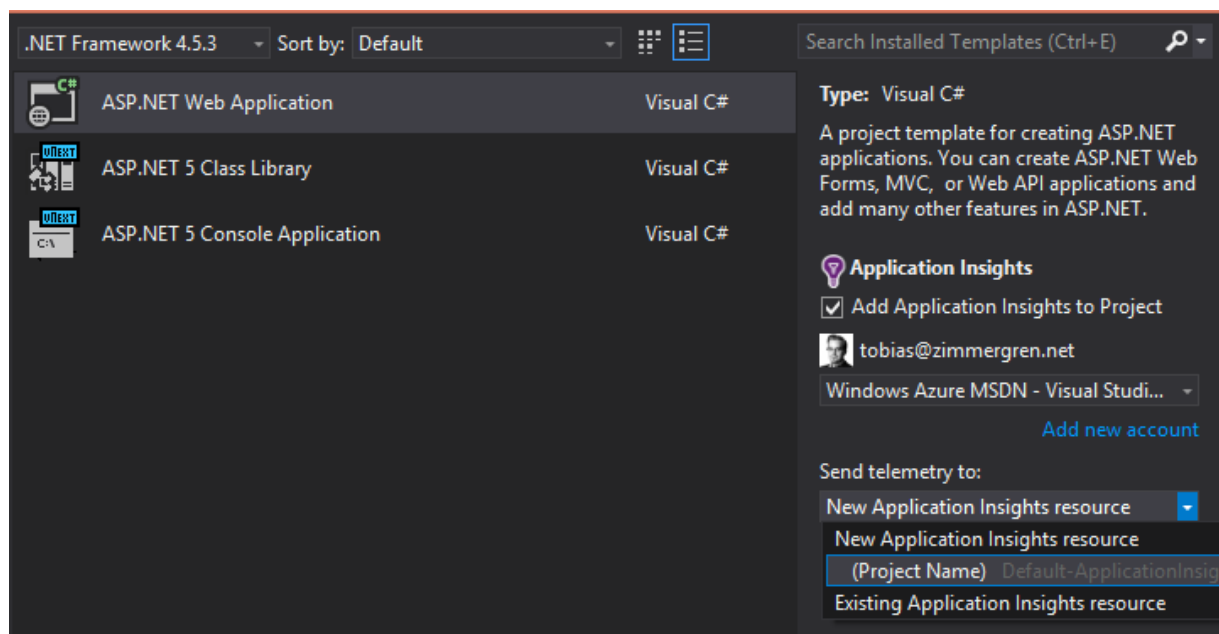 .NET Framework 4.5.3 Sort by: Default Search Installed Templates (Ctrl+E)
C#
ASP.NET Web Application Visual C#
vNEXT
ASP.NET 5 Class Library Visual C#
vNEXT
C:\
ASP.NET 5 Console Application Visual C#
Type: Visual C#
A project template for creating ASP.NET
applications. You can create ASP.NET Web
Forms, MVC, or Web API applications and
add many other features in ASP.NET.
Application Insights
Add Application Insights to Project
tobias@zimmergren.net
Windows Azure MSDN - Visual Studi...
Add new account
Send telemetry to:
New Application Insights resource
New Application Insights resource
(Project Name) Default-ApplicationInsig
Existing Application Insights resource